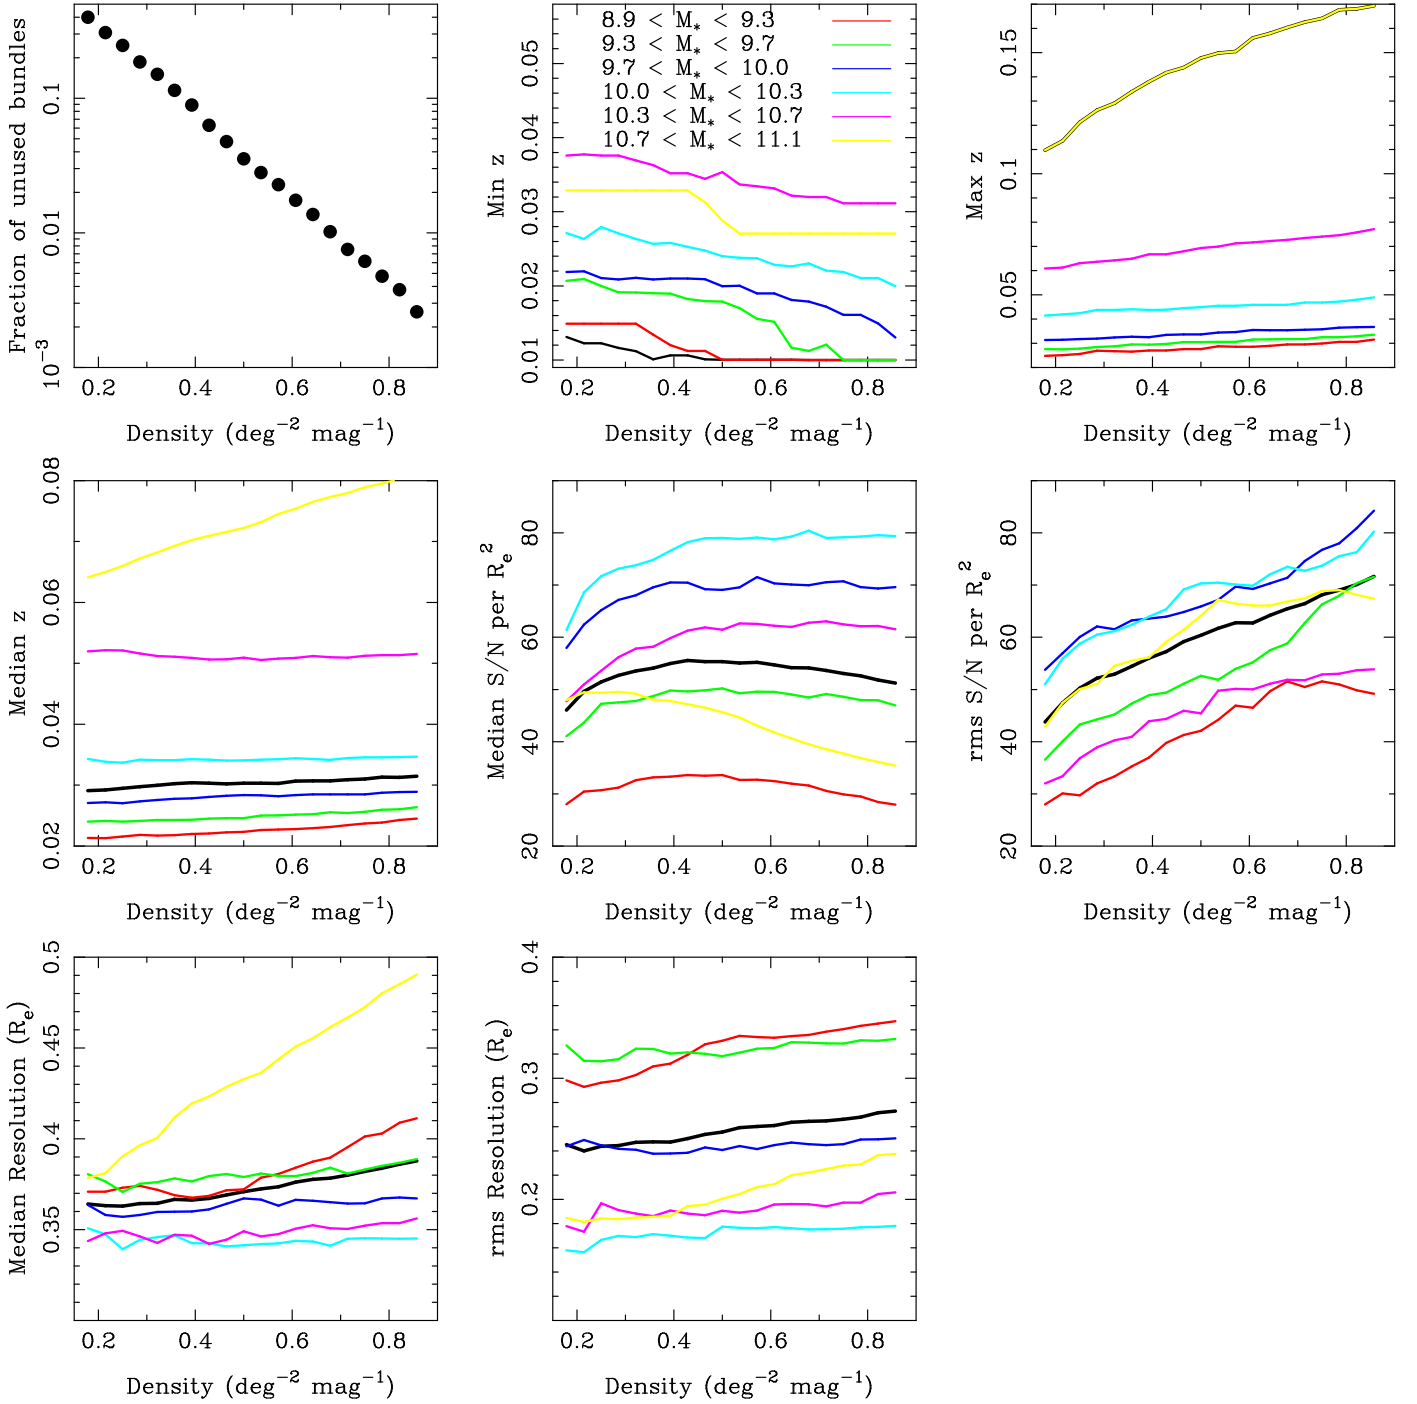 Fraction of unused bundles
0.1
0.01
10⁻³
0.2 0.4 0.6 0.8
Density (deg⁻² mag⁻¹)
8.9 < M* < 9.3
9.3 < M* < 9.7
9.7 < M* < 10.0
10.0 < M* < 10.3
10.3 < M* < 10.7
10.7 < M* < 11.1
Min z
0.05
0.04
0.03
0.02
0.01
0.2 0.4 0.6 0.8
Density (deg⁻² mag⁻¹)
Max z
0.15
0.1
0.05
0.2 0.4 0.6 0.8
Density (deg⁻² mag⁻¹)
Median z
0.08
0.06
0.04
0.02
0.2 0.4 0.6 0.8
Density (deg⁻² mag⁻¹)
Median S/N per Rₑ²
80
60
40
20
0.2 0.4 0.6 0.8
Density (deg⁻² mag⁻¹)
rms S/N per Rₑ²
80
60
40
20
0.2 0.4 0.6 0.8
Density (deg⁻² mag⁻¹)
Median Resolution (Rₑ)
0.5
0.45
0.4
0.35
0.2 0.4 0.6 0.8
Density (deg⁻² mag⁻¹)
rms Resolution (Rₑ)
0.4
0.3
0.2
0.2 0.4 0.6 0.8
Density (deg⁻² mag⁻¹)